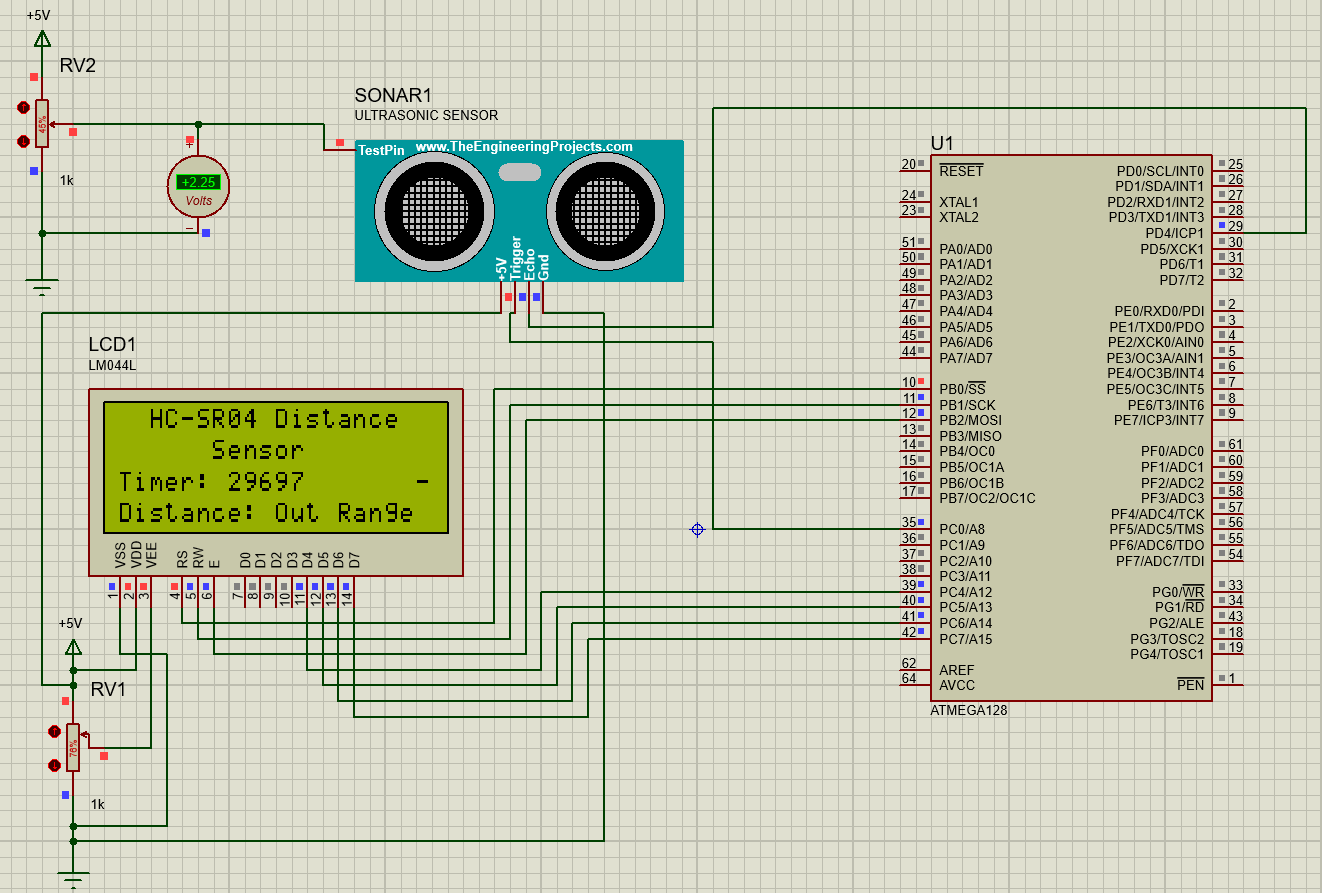 +5V
RV2
45%
1k
+
+2.25
Volts
−
SONAR1
ULTRASONIC SENSOR
TestPin
www.TheEngineeringProjects.com
+5V
Trigger
Echo
Gnd
LCD1
LM044L
HC-SR04 Distance
Sensor
Timer: 29697 -
Distance: Out Range
VSS
VDD
VEE
RS
RW
E
D0
D1
D2
D3
D4
D5
D6
D7
1
2
3
4
5
6
7
8
9
10
11
12
13
14
+5V
RV1
76%
1k
U1
20 RESET
24 XTAL1
23 XTAL2
51 PA0/AD0
50 PA1/AD1
49 PA2/AD2
48 PA3/AD3
47 PA4/AD4
46 PA5/AD5
45 PA6/AD6
44 PA7/AD7
10 PB0/SS
11 PB1/SCK
12 PB2/MOSI
13 PB3/MISO
14 PB4/OC0
15 PB5/OC1A
16 PB6/OC1B
17 PB7/OC2/OC1C
35 PC0/A8
36 PC1/A9
37 PC2/A10
38 PC3/A11
39 PC4/A12
40 PC5/A13
41 PC6/A14
42 PC7/A15
62 AREF
64 AVCC
PD0/SCL/INT0 25
PD1/SDA/INT1 26
PD2/RXD1/INT2 27
PD3/TXD1/INT3 28
PD4/ICP1 29
PD5/XCK1 30
PD6/T1 31
PD7/T2 32
PE0/RXD0/PDI 2
PE1/TXD0/PDO 3
PE2/XCK0/AIN0 4
PE3/OC3A/AIN1 5
PE4/OC3B/INT4 6
PE5/OC3C/INT5 7
PE6/T3/INT6 8
PE7/ICP3/INT7 9
PF0/ADC0 61
PF1/ADC1 60
PF2/ADC2 59
PF3/ADC3 58
PF4/ADC4/TCK 57
PF5/ADC5/TMS 56
PF6/ADC6/TDO 55
PF7/ADC7/TDI 54
PG0/WR 33
PG1/RD 34
PG2/ALE 43
PG3/TOSC2 18
PG4/TOSC1 19
PEN 1
ATMEGA128